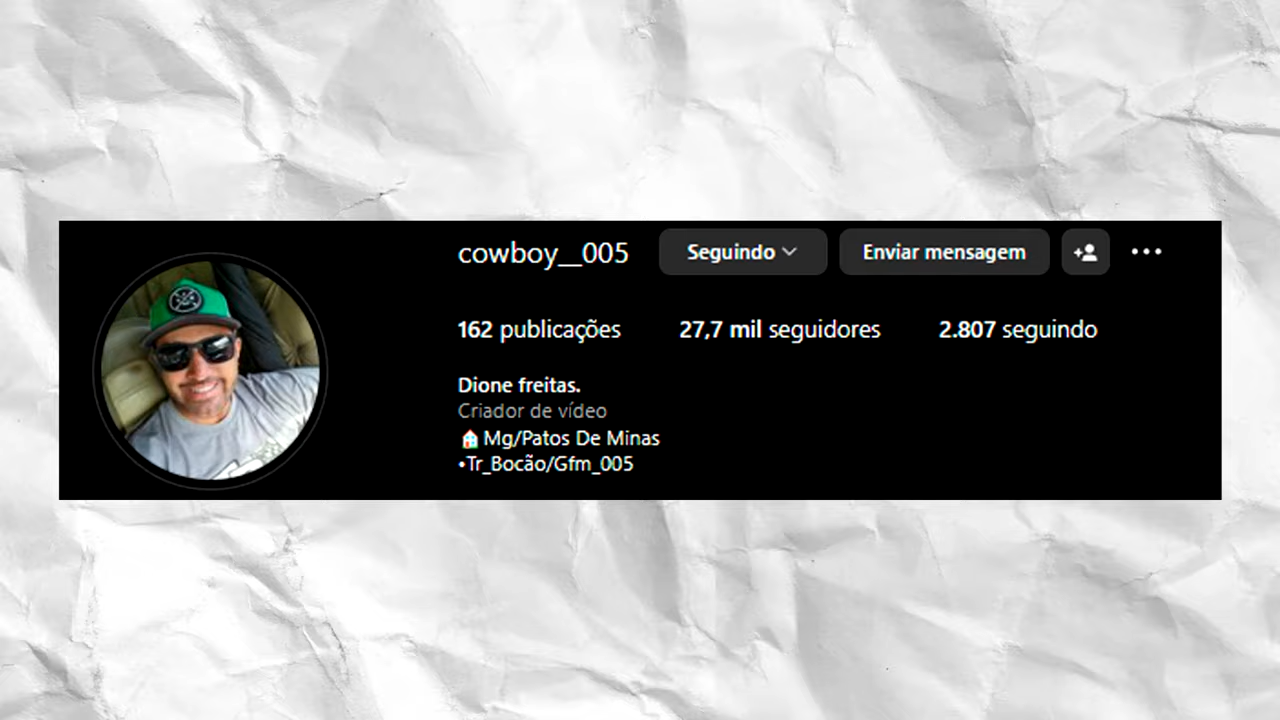 cowboy__005 Seguindo Enviar mensagem
162 publicações 27,7 mil seguidores 2.807 seguindo
Dione freitas.
Criador de vídeo
🏠Mg/Patos De Minas
•Tr_Bocão/Gfm_005